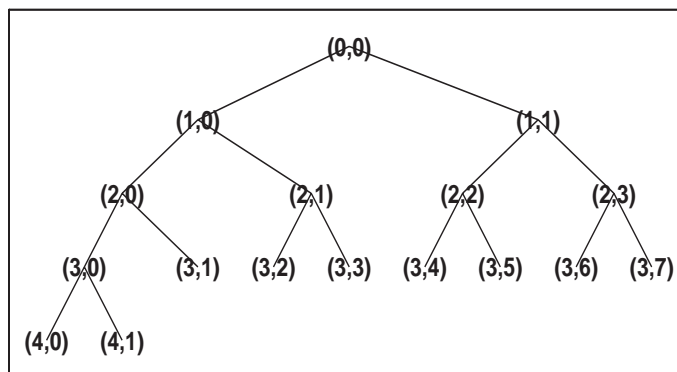 (0,0)
(1,0) (1,1)
(2,0) (2,1) (2,2) (2,3)
(3,0) (3,1) (3,2) (3,3) (3,4) (3,5) (3,6) (3,7)
(4,0) (4,1)